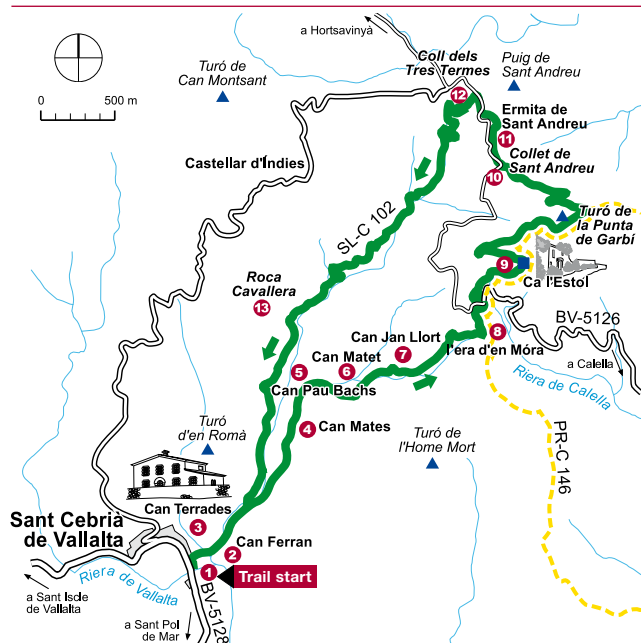 a Hortsavinyà
Coll dels
Tres Termes
Puig de
Sant Andreu
Turó de
Can Montsant
0 500 m
12
Ermita de
Sant Andreu
11
Castellar d'Índies
Collet de
Sant Andreu
10
SL-C 102
Turó de
la Punta
de Garbí
9
Ca l'Estol
Roca
Cavallera
13
BV-5126
Can Jan Llort
7
8
l'era d'en Móra
a Calella
Can Matet
6
5
Can Pau Bachs
Riera de Calella
4
Can Mates
Turó
d'en Romà
Turó de
l'Home Mort
PR-C 146
Can Terrades
3
Sant Cebrià
de Vallalta
Can Ferran
2
1
Trail start
Riera de Vallalta
BV-5128
a Sant Iscle
de Vallalta
a Sant Pol
de Mar